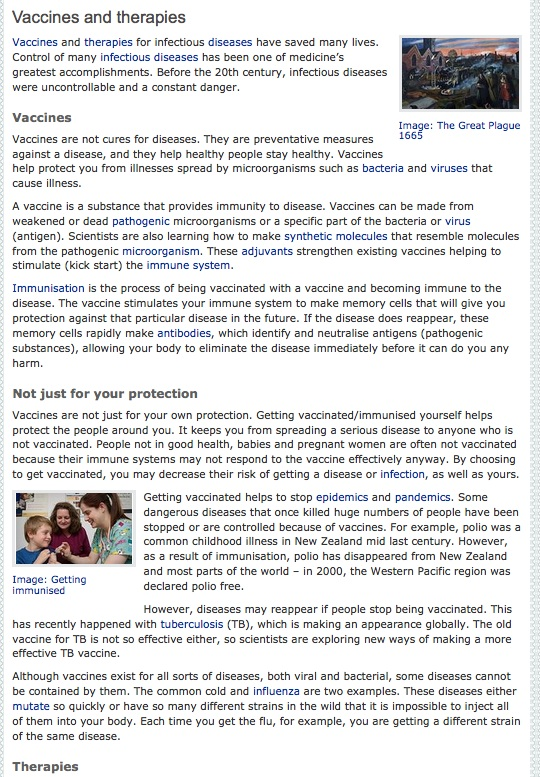 Vaccines and therapies
Vaccines and therapies for infectious diseases have saved many lives.
Control of many infectious diseases has been one of medicine's
greatest accomplishments. Before the 20th century, infectious diseases
were uncontrollable and a constant danger.
Image: The Great Plague
1665
Vaccines
Vaccines are not cures for diseases. They are preventative measures
against a disease, and they help healthy people stay healthy. Vaccines
help protect you from illnesses spread by microorganisms such as bacteria and viruses that
cause illness.
A vaccine is a substance that provides immunity to disease. Vaccines can be made from
weakened or dead pathogenic microorganisms or a specific part of the bacteria or virus
(antigen). Scientists are also learning how to make synthetic molecules that resemble molecules
from the pathogenic microorganism. These adjuvants strengthen existing vaccines helping to
stimulate (kick start) the immune system.
Immunisation is the process of being vaccinated with a vaccine and becoming immune to the
disease. The vaccine stimulates your immune system to make memory cells that will give you
protection against that particular disease in the future. If the disease does reappear, these
memory cells rapidly make antibodies, which identify and neutralise antigens (pathogenic
substances), allowing your body to eliminate the disease immediately before it can do you any
harm.
Not just for your protection
Vaccines are not just for your own protection. Getting vaccinated/immunised yourself helps
protect the people around you. It keeps you from spreading a serious disease to anyone who is
not vaccinated. People not in good health, babies and pregnant women are often not vaccinated
because their immune systems may not respond to the vaccine effectively anyway. By choosing
to get vaccinated, you may decrease their risk of getting a disease or infection, as well as yours.
Image: Getting
immunised
Getting vaccinated helps to stop epidemics and pandemics. Some
dangerous diseases that once killed huge numbers of people have been
stopped or are controlled because of vaccines. For example, polio was a
common childhood illness in New Zealand mid last century. However,
as a result of immunisation, polio has disappeared from New Zealand
and most parts of the world – in 2000, the Western Pacific region was
declared polio free.
However, diseases may reappear if people stop being vaccinated. This
has recently happened with tuberculosis (TB), which is making an appearance globally. The old
vaccine for TB is not so effective either, so scientists are exploring new ways of making a more
effective TB vaccine.
Although vaccines exist for all sorts of diseases, both viral and bacterial, some diseases cannot
be contained by them. The common cold and influenza are two examples. These diseases either
mutate so quickly or have so many different strains in the wild that it is impossible to inject all
of them into your body. Each time you get the flu, for example, you are getting a different strain
of the same disease.
Therapies